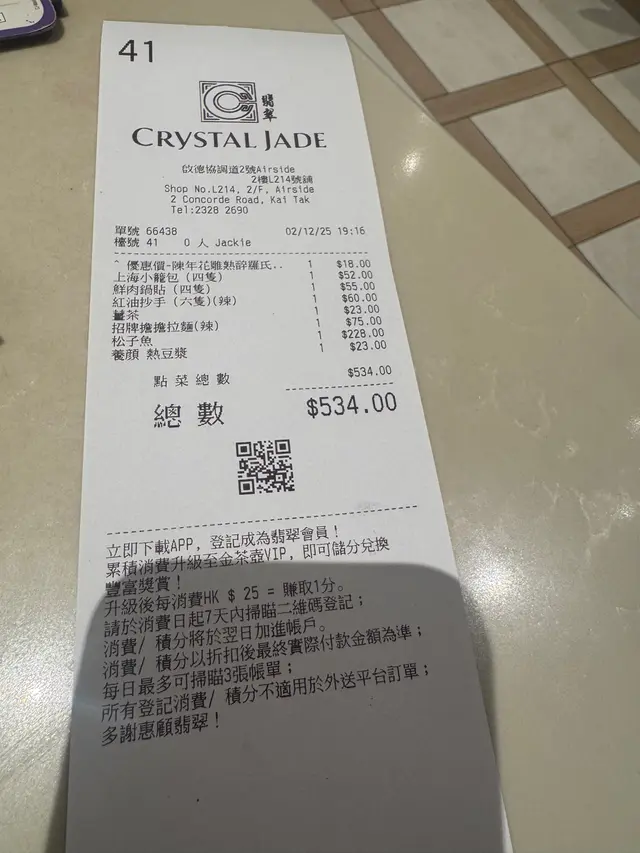 41
翡翠
CRYSTAL JADE
啟德協調道2號Airside
2樓L214號舖
Shop No.L214, 2/F, Airside
2 Concorde Road, Kai Tak
Tel:2328 2690
單號 66438 02/12/25 19:16
檯號 41 0 人 Jackie
^ 優惠價-陳年花雕熱醉羅氏.. 1 $18.00
上海小籠包 (四隻) 1 $52.00
鮮肉鍋貼 (四隻) 1 $55.00
紅油抄手 (六隻)(辣) 1 $60.00
茶 1 $23.00
招牌擔擔拉麵(辣) 1 $75.00
松子魚 1 $228.00
養顏 熱豆漿 1 $23.00
點菜總數 $534.00
總數 $534.00
立即下載APP, 登記成為翡翠會員!
累積消費升級至金茶壺VIP, 即可儲分兌換
豐富獎賞!
升級後每消費HK $ 25 = 賺取1分。
請於消費日起7天內掃瞄二維碼登記;
消費/ 積分將於翌日加進帳戶。
消費/ 積分以折扣後最終實際付款金額為準;
每日最多可掃瞄3張帳單;
所有登記消費/ 積分不適用於外送平台訂單;
多謝惠顧翡翠!